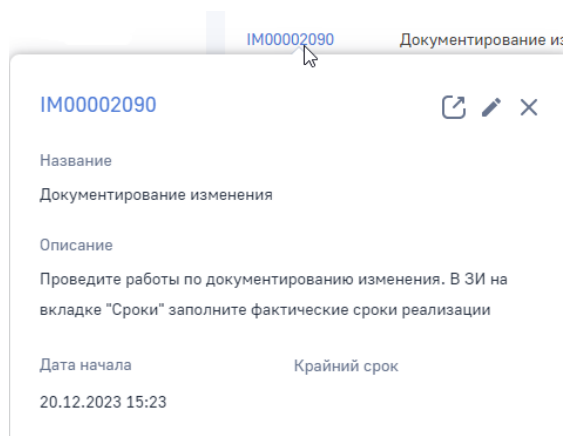 IM00002090 Документирование из
IM00002090
Название
Документирование изменения
Описание
Проведите работы по документированию изменения. В ЗИ на
вкладке "Сроки" заполните фактические сроки реализации
Дата начала Крайний срок
20.12.2023 15:23